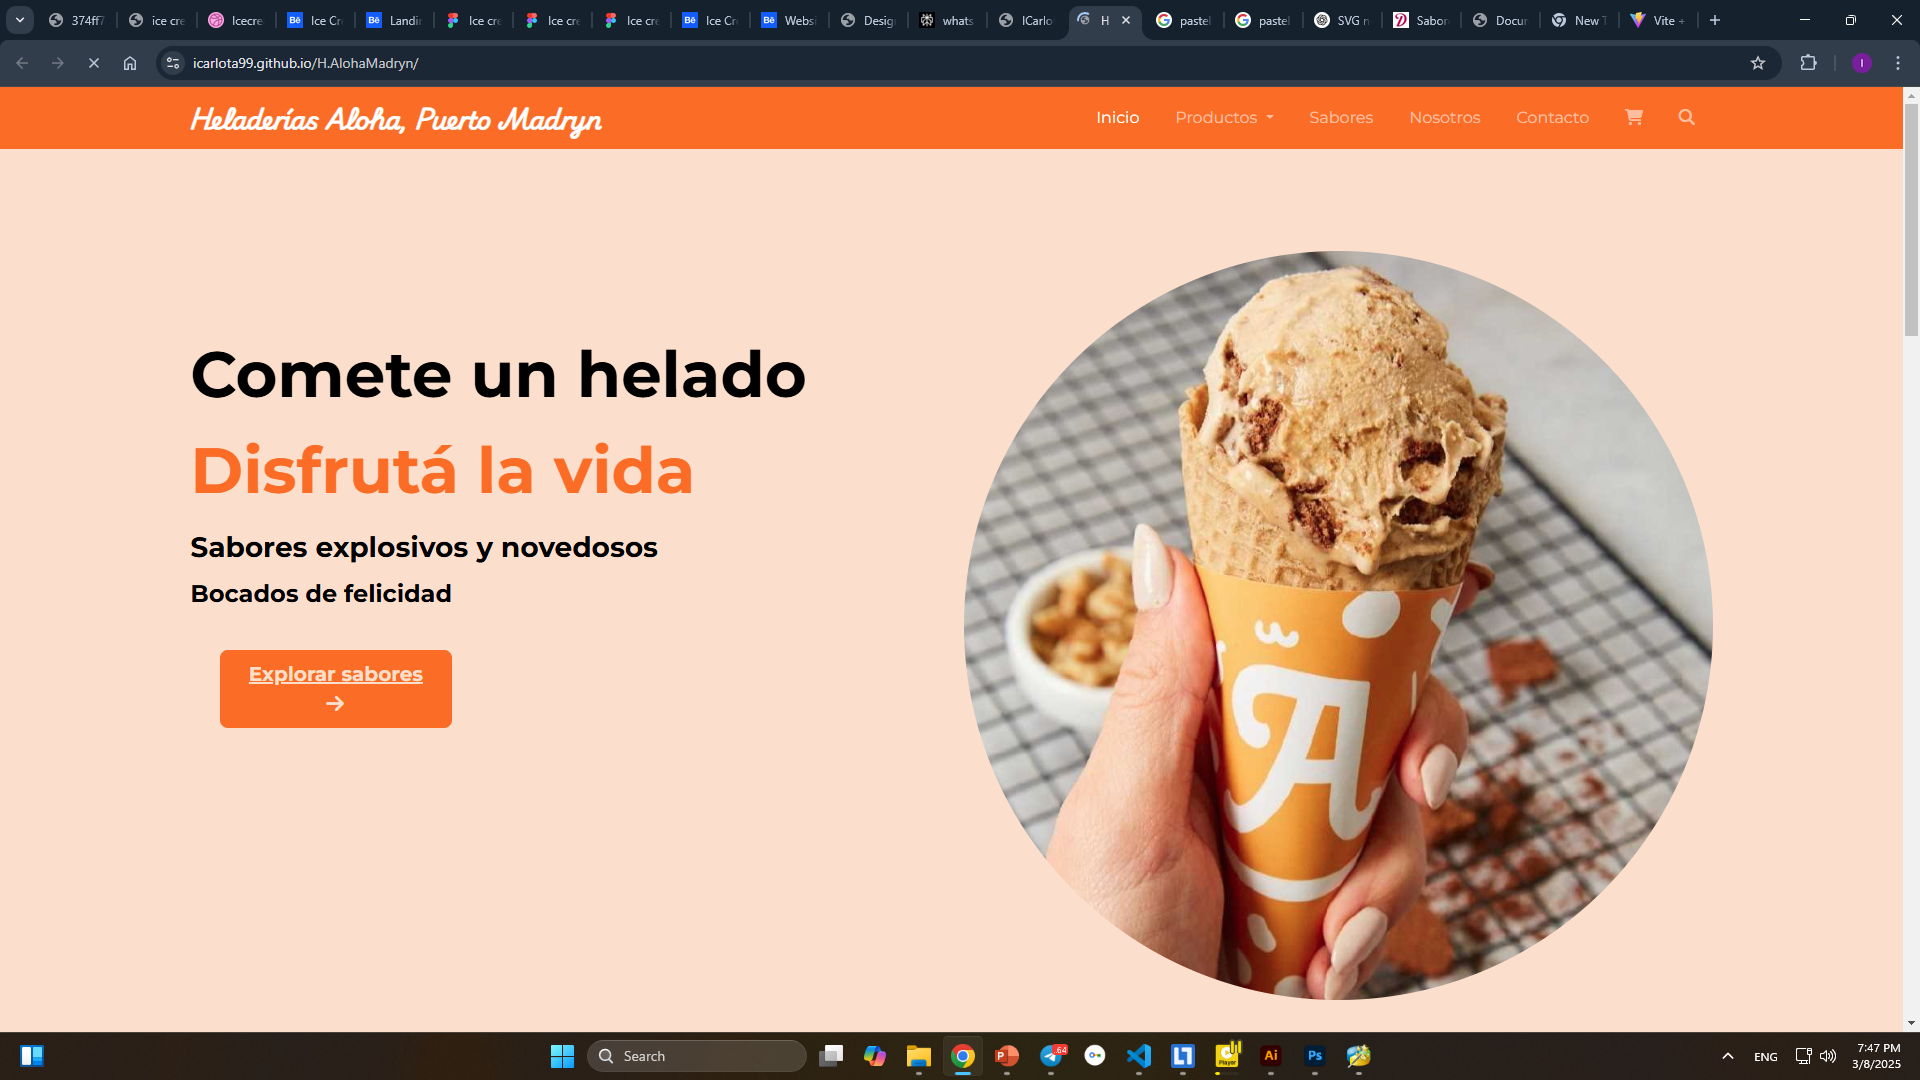 374ff7
ice cre
Icecre
Ice Cr
Landin
Ice cre
Ice cre
Ice cre
Ice Cre
Websi
Design
whats
ICarlo
H
pastel
pastel
SVG n
Sabor
Docur
New T
Vite +
icarlota99.github.io/H.AlohaMadryn/
Heladerías Aloha, Puerto Madryn
Inicio
Productos
Sabores
Nosotros
Contacto
Comete un helado
Disfrutá la vida
Sabores explosivos y novedosos
Bocados de felicidad
Explorar sabores
A
Search
64
ENG
7:47 PM
3/8/2025